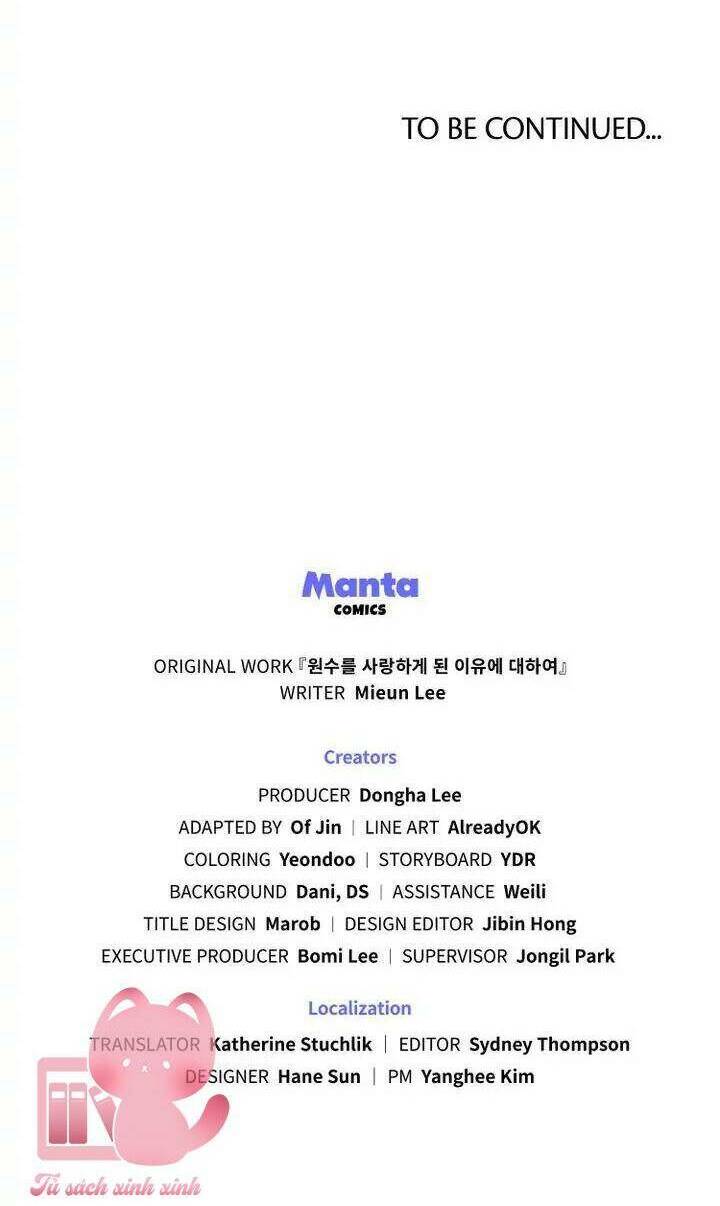 TO BE CONTINUED...
Manta
COMICS
ORIGINAL WORK 『원수를 사랑하게 된 이유에 대하여』
WRITER Mieun Lee
Creators
PRODUCER Dongha Lee
ADAPTED BY Of Jin | LINE ART AlreadyOK
COLORING Yeondoo | STORYBOARD YDR
BACKGROUND Dani, DS | ASSISTANCE Weili
TITLE DESIGN Marob | DESIGN EDITOR Jibin Hong
EXECUTIVE PRODUCER Bomi Lee | SUPERVISOR Jongil Park
Localization
TRANSLATOR Katherine Stuchlik | EDITOR Sydney Thompson
DESIGNER Hane Sun | PM Yanghee Kim
Tủ sách xinh xinh